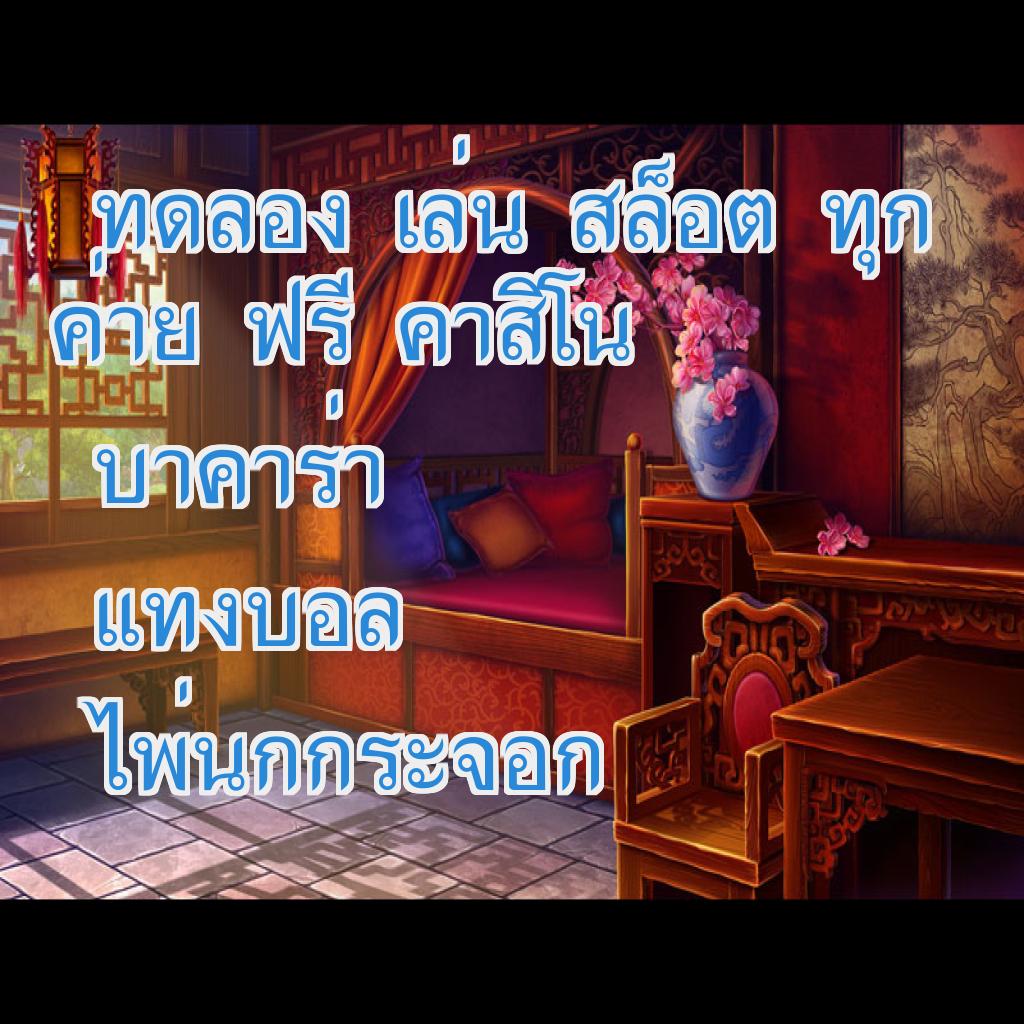 ทดลอง เล่น สล็อต ทุก
ค่าย ฟรี คาสิโน
บาคาร่า
แทงบอล
ไพ่นกกระจอก